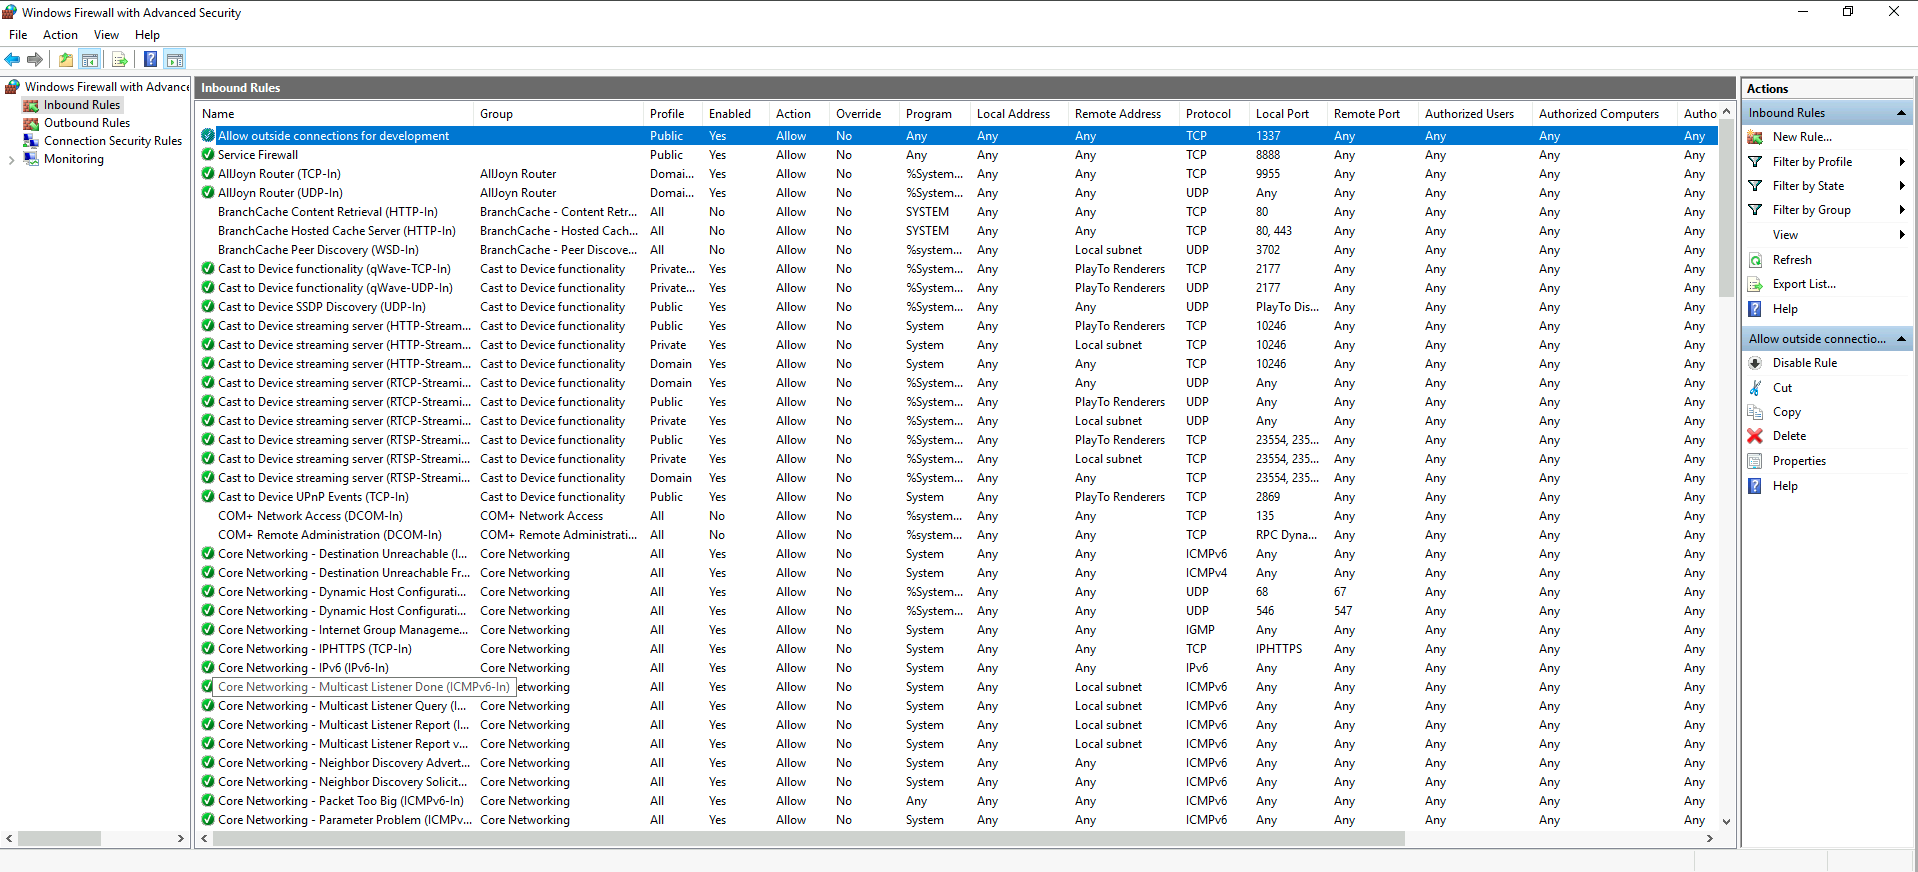 Windows Firewall with Advanced Security
File Action View Help
Windows Firewall with Advance
Inbound Rules
Outbound Rules
Connection Security Rules
Monitoring
Inbound Rules
Name Group Profile Enabled Action Override Program Local Address Remote Address Protocol Local Port Remote Port Authorized Users Authorized Computers Autho
Allow outside connections for development Public Yes Allow No Any Any Any TCP 1337 Any Any Any Any
Service Firewall Public Yes Allow No Any Any Any TCP 8888 Any Any Any Any
AllJoyn Router (TCP-In) AllJoyn Router Domai... Yes Allow No %System... Any Any TCP 9955 Any Any Any Any
AllJoyn Router (UDP-In) AllJoyn Router Domai... Yes Allow No %System... Any Any UDP Any Any Any Any Any
BranchCache Content Retrieval (HTTP-In) BranchCache - Content Retr... All No Allow No SYSTEM Any Any TCP 80 Any Any Any Any
BranchCache Hosted Cache Server (HTTP-In) BranchCache - Hosted Cach... All No Allow No SYSTEM Any Any TCP 80, 443 Any Any Any Any
BranchCache Peer Discovery (WSD-In) BranchCache - Peer Discove... All No Allow No %system... Any Local subnet UDP 3702 Any Any Any Any
Cast to Device functionality (qWave-TCP-In) Cast to Device functionality Private... Yes Allow No %System... Any PlayTo Renderers TCP 2177 Any Any Any Any
Cast to Device functionality (qWave-UDP-In) Cast to Device functionality Private... Yes Allow No %System... Any PlayTo Renderers UDP 2177 Any Any Any Any
Cast to Device SSDP Discovery (UDP-In) Cast to Device functionality Public Yes Allow No %System... Any Any UDP PlayTo Dis... Any Any Any Any
Cast to Device streaming server (HTTP-Stream... Cast to Device functionality Public Yes Allow No System Any PlayTo Renderers TCP 10246 Any Any Any Any
Cast to Device streaming server (HTTP-Stream... Cast to Device functionality Private Yes Allow No System Any Local subnet TCP 10246 Any Any Any Any
Cast to Device streaming server (HTTP-Stream... Cast to Device functionality Domain Yes Allow No System Any Any TCP 10246 Any Any Any Any
Cast to Device streaming server (RTCP-Streami... Cast to Device functionality Domain Yes Allow No %System... Any Any UDP Any Any Any Any Any
Cast to Device streaming server (RTCP-Streami... Cast to Device functionality Public Yes Allow No %System... Any PlayTo Renderers UDP Any Any Any Any Any
Cast to Device streaming server (RTCP-Streami... Cast to Device functionality Private Yes Allow No %System... Any Local subnet UDP Any Any Any Any Any
Cast to Device streaming server (RTSP-Streami... Cast to Device functionality Public Yes Allow No %System... Any PlayTo Renderers TCP 23554, 235... Any Any Any Any
Cast to Device streaming server (RTSP-Streami... Cast to Device functionality Private Yes Allow No %System... Any Local subnet TCP 23554, 235... Any Any Any Any
Cast to Device streaming server (RTSP-Streami... Cast to Device functionality Domain Yes Allow No %System... Any Any TCP 23554, 235... Any Any Any Any
Cast to Device UPnP Events (TCP-In) Cast to Device functionality Public Yes Allow No System Any PlayTo Renderers TCP 2869 Any Any Any Any
COM+ Network Access (DCOM-In) COM+ Network Access All No Allow No %system... Any Any TCP 135 Any Any Any Any
COM+ Remote Administration (DCOM-In) COM+ Remote Administrati... All No Allow No %system... Any Any TCP RPC Dyna... Any Any Any Any
Core Networking - Destination Unreachable (I... Core Networking All Yes Allow No System Any Any ICMPv6 Any Any Any Any Any
Core Networking - Destination Unreachable Fr... Core Networking All Yes Allow No System Any Any ICMPv4 Any Any Any Any Any
Core Networking - Dynamic Host Configurati... Core Networking All Yes Allow No %System... Any Any UDP 68 67 Any Any Any
Core Networking - Dynamic Host Configurati... Core Networking All Yes Allow No %System... Any Any UDP 546 547 Any Any Any
Core Networking - Internet Group Manageme... Core Networking All Yes Allow No System Any Any IGMP Any Any Any Any Any
Core Networking - IPHTTPS (TCP-In) Core Networking All Yes Allow No System Any Any TCP IPHTTPS Any Any Any Any
Core Networking - IPv6 (IPv6-In) Core Networking All Yes Allow No System Any Any IPv6 Any Any Any Any Any
Core Networking - Multicast Listener Done (ICMPv6-In) etworking All Yes Allow No System Any Local subnet ICMPv6 Any Any Any Any Any
Core Networking - Multicast Listener Query (I... Core Networking All Yes Allow No System Any Local subnet ICMPv6 Any Any Any Any Any
Core Networking - Multicast Listener Report (I... Core Networking All Yes Allow No System Any Local subnet ICMPv6 Any Any Any Any Any
Core Networking - Multicast Listener Report v... Core Networking All Yes Allow No System Any Local subnet ICMPv6 Any Any Any Any Any
Core Networking - Neighbor Discovery Advert... Core Networking All Yes Allow No System Any Any ICMPv6 Any Any Any Any Any
Core Networking - Neighbor Discovery Solicit... Core Networking All Yes Allow No System Any Any ICMPv6 Any Any Any Any Any
Core Networking - Packet Too Big (ICMPv6-In) Core Networking All Yes Allow No Any Any Any ICMPv6 Any Any Any Any Any
Core Networking - Parameter Problem (ICMPv... Core Networking All Yes Allow No System Any Any ICMPv6 Any Any Any Any Any
Actions
Inbound Rules
New Rule...
Filter by Profile
Filter by State
Filter by Group
View
Refresh
Export List...
Help
Allow outside connectio...
Disable Rule
Cut
Copy
Delete
Properties
Help